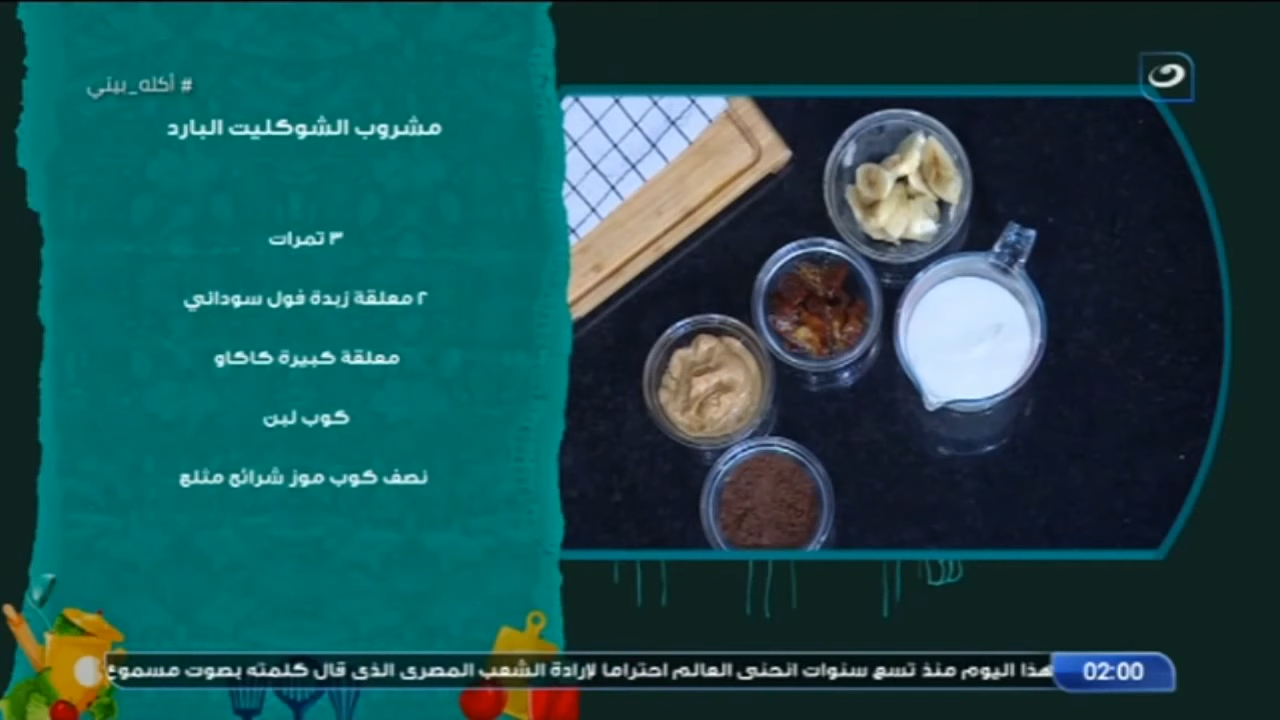 # أكله_بيتي
مشروب الشوكليت البارد
٣ تمرات
٢ معلقة زبدة فول سوداني
معلقة كبيرة كاكاو
كوب لبن
نصف كوب موز شرائح مثلج
هذا اليوم منذ تسع سنوات انحنى العالم احتراما لإرادة الشعب المصرى الذى قال كلمته بصوت مسموع
02:00